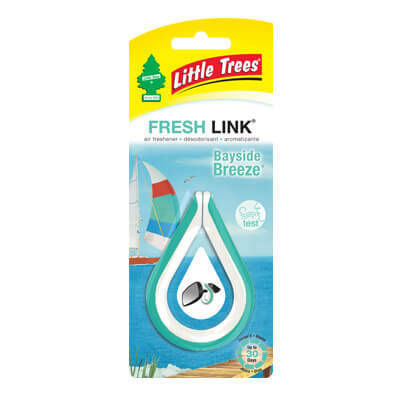 Little Trees
FRESH LINK®
air freshener • désodorisant • aromatizante
Bayside
Breeze®
test
Up to
30
Days